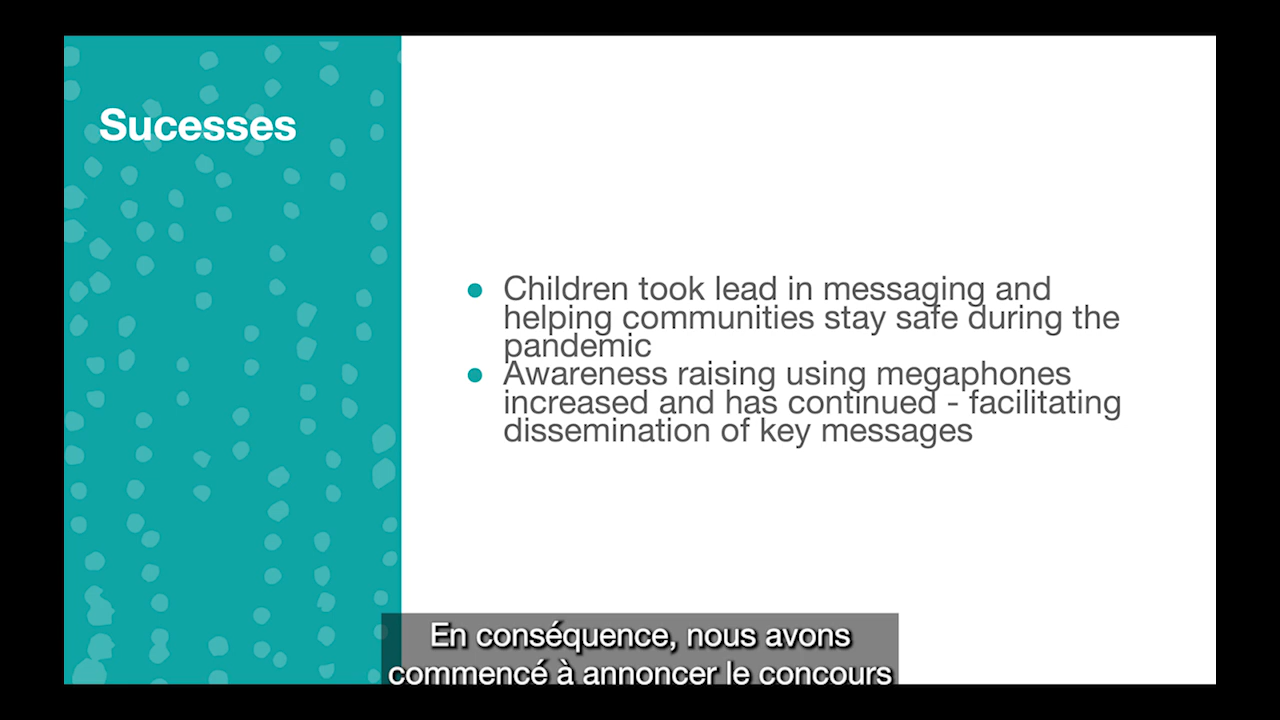 Sucesses
● Children took lead in messaging and
helping communities stay safe during the
pandemic
● Awareness raising using megaphones
increased and has continued - facilitating
dissemination of key messages
En conséquence, nous avons
commencé à annoncer le concours